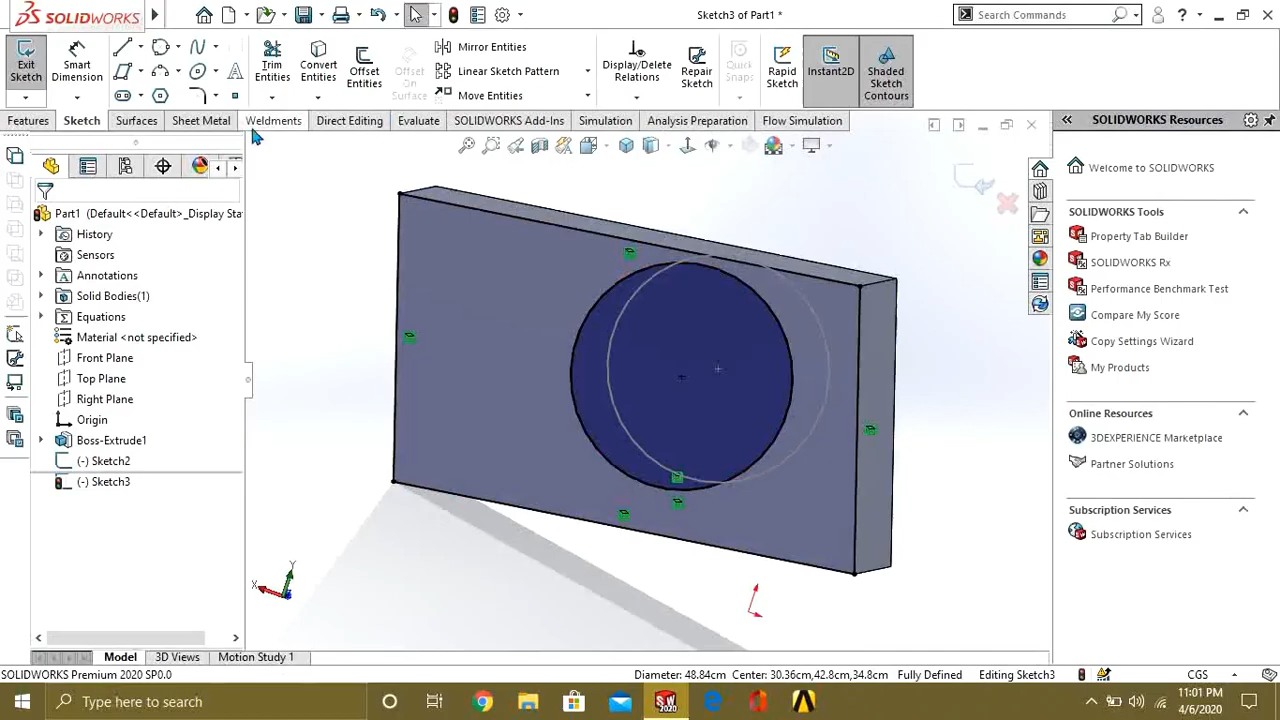 SOLIDWORKS
Sketch3 of Part1 *
Search Commands
?
Exit Sketch
Smart Dimension
Trim Entities
Convert Entities
Offset Entities
Offset On Surface
Mirror Entities
Linear Sketch Pattern
Move Entities
Display/Delete Relations
Repair Sketch
Quick Snaps
Rapid Sketch
Instant2D
Shaded Sketch Contours
Features
Sketch
Surfaces
Sheet Metal
Weldments
Direct Editing
Evaluate
SOLIDWORKS Add-Ins
Simulation
Analysis Preparation
Flow Simulation
SOLIDWORKS Resources
Part1 (Default<<Default>_Display Sta
History
Sensors
Annotations
Solid Bodies(1)
Equations
Material <not specified>
Front Plane
Top Plane
Right Plane
Origin
Boss-Extrude1
(-) Sketch2
(-) Sketch3
Y
X
Welcome to SOLIDWORKS
SOLIDWORKS Tools
Property Tab Builder
SOLIDWORKS Rx
Performance Benchmark Test
Compare My Score
Copy Settings Wizard
My Products
Online Resources
3DEXPERIENCE Marketplace
Partner Solutions
Subscription Services
Subscription Services
Model
3D Views
Motion Study 1
SOLIDWORKS Premium 2020 SP0.0
Diameter: 48.84cm Center: 30.36cm,42.8cm,34.8cm
Fully Defined
Editing Sketch3
CGS
Type here to search
SW
2020
11:01 PM
4/6/2020